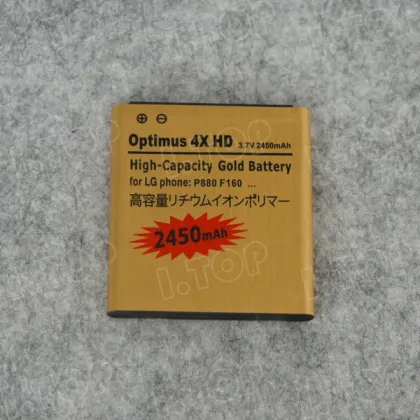 ⊕ ⊖
Optimus 4X HD 3.7V 2450mAh
High-Capacity Gold Battery
for LG phone: P880 F160 ...
高容量リチウムイオンポリマー
2450mAh
I.TOP